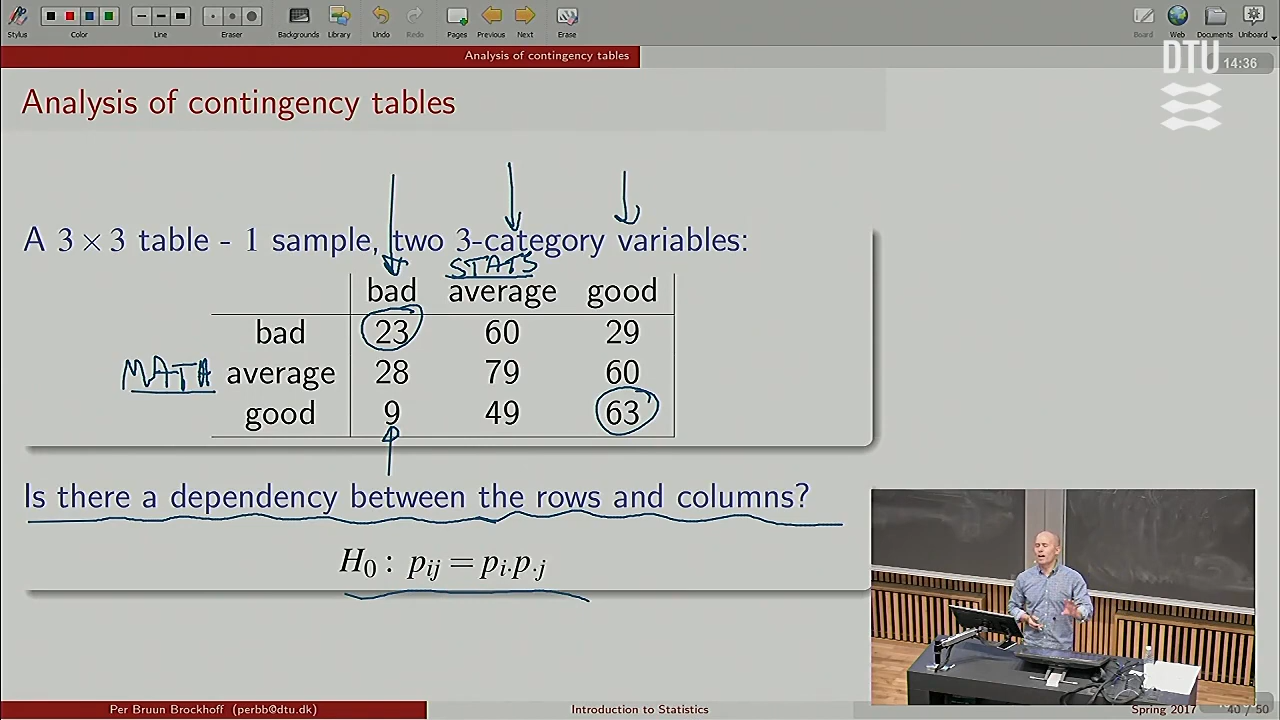 Stylus Color Line Eraser Backgrounds Library Undo Redo Pages Previous Next Erase Board Web Documents Uniboard
Analysis of contingency tables
DTU
14:36
Analysis of contingency tables
A 3 × 3 table - 1 sample, two 3-category variables:
STATS
bad average good
bad 23 60 29
MATH average 28 79 60
good 9 49 63
Is there a dependency between the rows and columns?
H₀ : pᵢⱼ = pᵢ.p.ⱼ
Per Bruun Brockhoff (perbb@dtu.dk) Introduction to Statistics Spring 2017 40 / 50